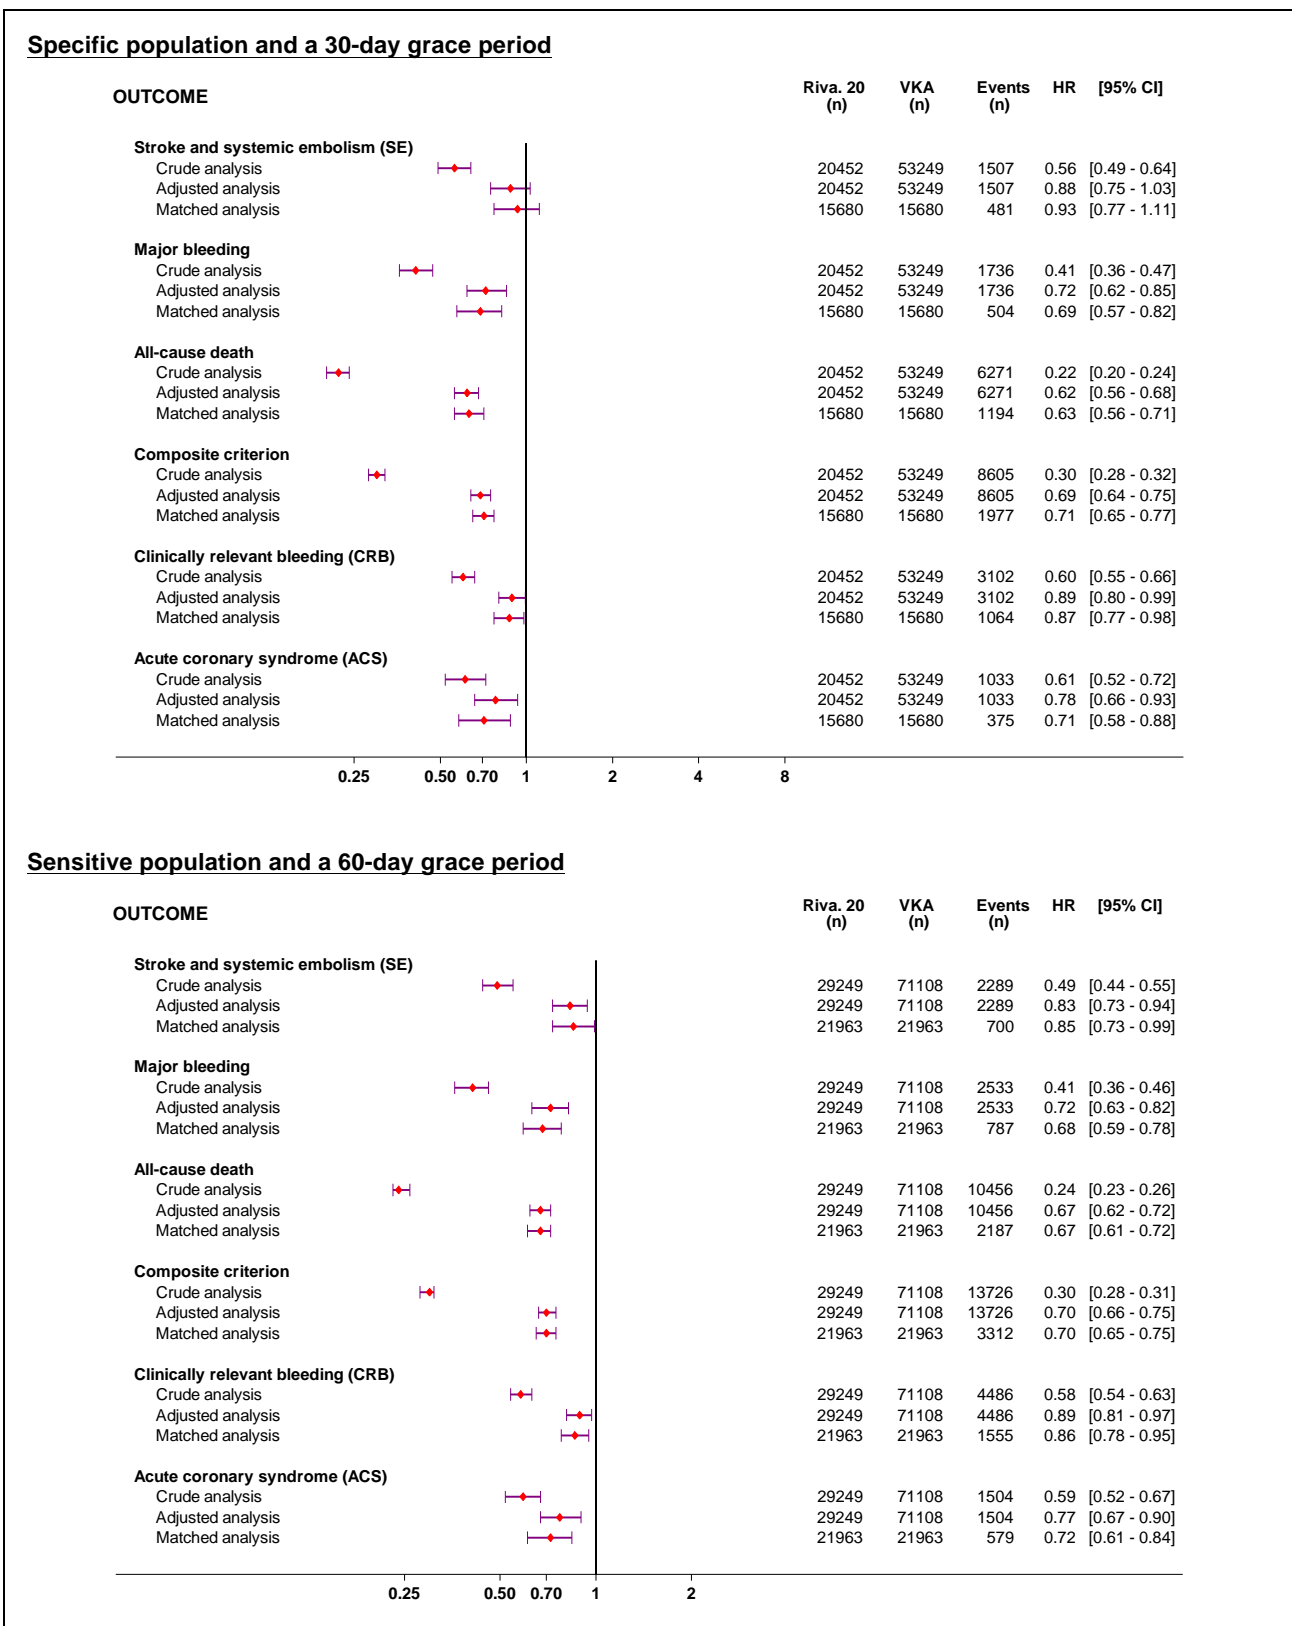 Specific population and a 30-day grace period
OUTCOME Riva. 20 (n) VKA (n) Events (n) HR [95% CI]
Stroke and systemic embolism (SE)
Crude analysis 20452 53249 1507 0.56 [0.49 - 0.64]
Adjusted analysis 20452 53249 1507 0.88 [0.75 - 1.03]
Matched analysis 15680 15680 481 0.93 [0.77 - 1.11]
Major bleeding
Crude analysis 20452 53249 1736 0.41 [0.36 - 0.47]
Adjusted analysis 20452 53249 1736 0.72 [0.62 - 0.85]
Matched analysis 15680 15680 504 0.69 [0.57 - 0.82]
All-cause death
Crude analysis 20452 53249 6271 0.22 [0.20 - 0.24]
Adjusted analysis 20452 53249 6271 0.62 [0.56 - 0.68]
Matched analysis 15680 15680 1194 0.63 [0.56 - 0.71]
Composite criterion
Crude analysis 20452 53249 8605 0.30 [0.28 - 0.32]
Adjusted analysis 20452 53249 8605 0.69 [0.64 - 0.75]
Matched analysis 15680 15680 1977 0.71 [0.65 - 0.77]
Clinically relevant bleeding (CRB)
Crude analysis 20452 53249 3102 0.60 [0.55 - 0.66]
Adjusted analysis 20452 53249 3102 0.89 [0.80 - 0.99]
Matched analysis 15680 15680 1064 0.87 [0.77 - 0.98]
Acute coronary syndrome (ACS)
Crude analysis 20452 53249 1033 0.61 [0.52 - 0.72]
Adjusted analysis 20452 53249 1033 0.78 [0.66 - 0.93]
Matched analysis 15680 15680 375 0.71 [0.58 - 0.88]
0.25 0.50 0.70 1 2 4 8
Sensitive population and a 60-day grace period
OUTCOME Riva. 20 (n) VKA (n) Events (n) HR [95% CI]
Stroke and systemic embolism (SE)
Crude analysis 29249 71108 2289 0.49 [0.44 - 0.55]
Adjusted analysis 29249 71108 2289 0.83 [0.73 - 0.94]
Matched analysis 21963 21963 700 0.85 [0.73 - 0.99]
Major bleeding
Crude analysis 29249 71108 2533 0.41 [0.36 - 0.46]
Adjusted analysis 29249 71108 2533 0.72 [0.63 - 0.82]
Matched analysis 21963 21963 787 0.68 [0.59 - 0.78]
All-cause death
Crude analysis 29249 71108 10456 0.24 [0.23 - 0.26]
Adjusted analysis 29249 71108 10456 0.67 [0.62 - 0.72]
Matched analysis 21963 21963 2187 0.67 [0.61 - 0.72]
Composite criterion
Crude analysis 29249 71108 13726 0.30 [0.28 - 0.31]
Adjusted analysis 29249 71108 13726 0.70 [0.66 - 0.75]
Matched analysis 21963 21963 3312 0.70 [0.65 - 0.75]
Clinically relevant bleeding (CRB)
Crude analysis 29249 71108 4486 0.58 [0.54 - 0.63]
Adjusted analysis 29249 71108 4486 0.89 [0.81 - 0.97]
Matched analysis 21963 21963 1555 0.86 [0.78 - 0.95]
Acute coronary syndrome (ACS)
Crude analysis 29249 71108 1504 0.59 [0.52 - 0.67]
Adjusted analysis 29249 71108 1504 0.77 [0.67 - 0.90]
Matched analysis 21963 21963 579 0.72 [0.61 - 0.84]
0.25 0.50 0.70 1 2